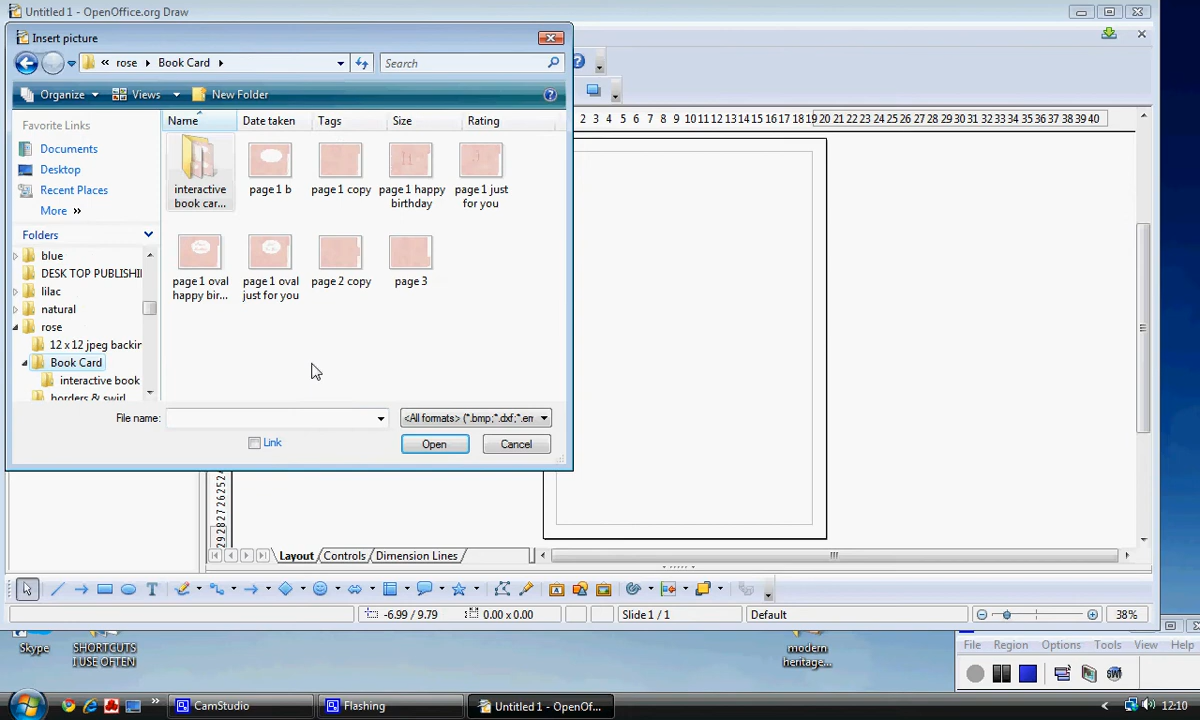 Untitled 1 - OpenOffice.org Draw
Insert picture
« rose Book Card
Search
Organize Views New Folder
Favorite Links
Documents
Desktop
Recent Places
More »
Folders
blue
DESK TOP PUBLISHI
lilac
natural
rose
12 x 12 jpeg backin
Book Card
interactive book
borders & swirl
Name Date taken Tags Size Rating
interactive book car...
page 1 b
page 1 copy
page 1 happy birthday
page 1 just for you
page 1 oval happy bir...
page 1 oval just for you
page 2 copy
page 3
File name:
<All formats> (*.bmp;*.dxf;*.em
Link
Open
Cancel
2 3 4 5 6 7 8 9 10 11 12 13 14 15 16 17 18 19 20 21 22 23 24 25 26 27 28 29 30 31 32 33 34 35 36 37 38 39 40
Layout Controls Dimension Lines
-6.99 / 9.79 0.00 x 0.00 Slide 1 / 1 Default 38%
Skype
SHORTCUTS I USE OFTEN
modern heritage...
File Region Options Tools View Help
CamStudio
Flashing
Untitled 1 - OpenOf...
12:10